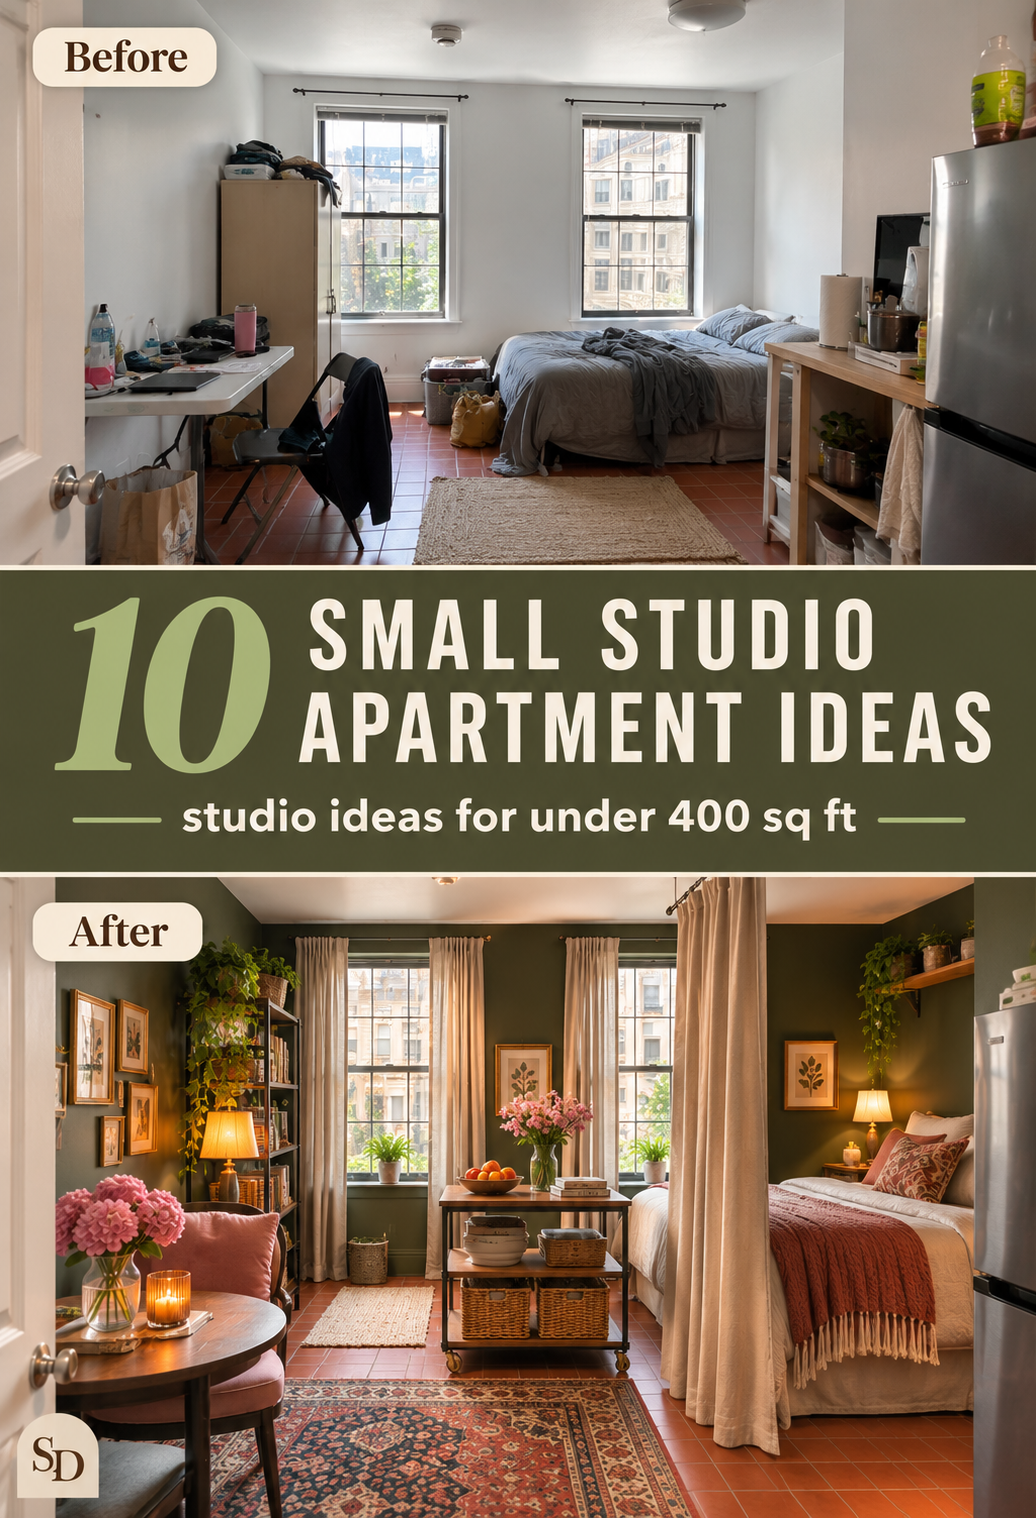 Before
10 SMALL STUDIO
APARTMENT IDEAS
studio ideas for under 400 sq ft
After
SD